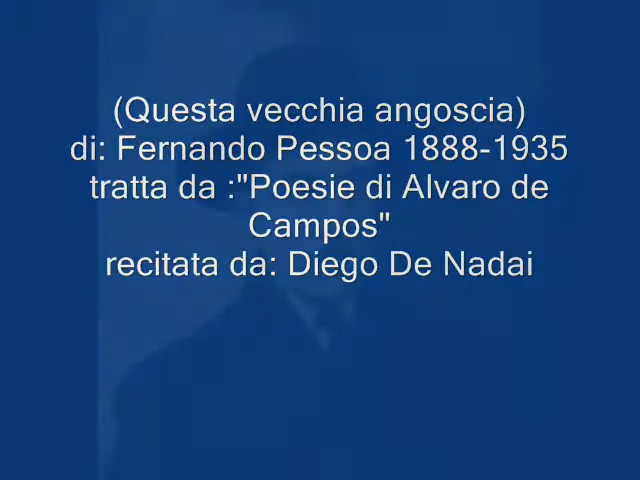 (Questa vecchia angoscia)
di: Fernando Pessoa 1888-1935
tratta da :"Poesie di Alvaro de
Campos"
recitata da: Diego De Nadai